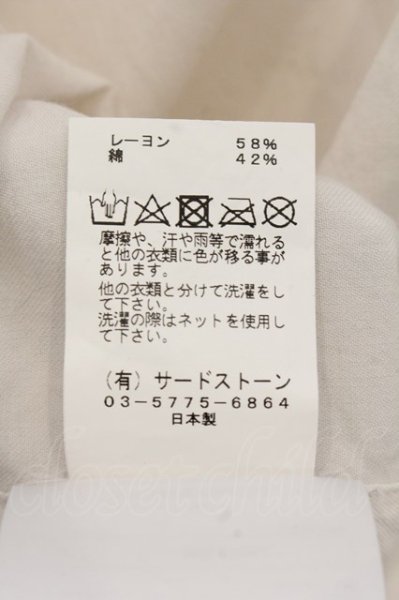 レーヨン 58%
綿 42%
摩擦や、汗や雨等で濡れる
と他の衣類に色が移る事が
あります。
他の衣類と分けて洗濯をし
て下さい。
洗濯の際はネットを使用し
て下さい。
(有)サードストーン
03-5775-6864
日本製
closet child